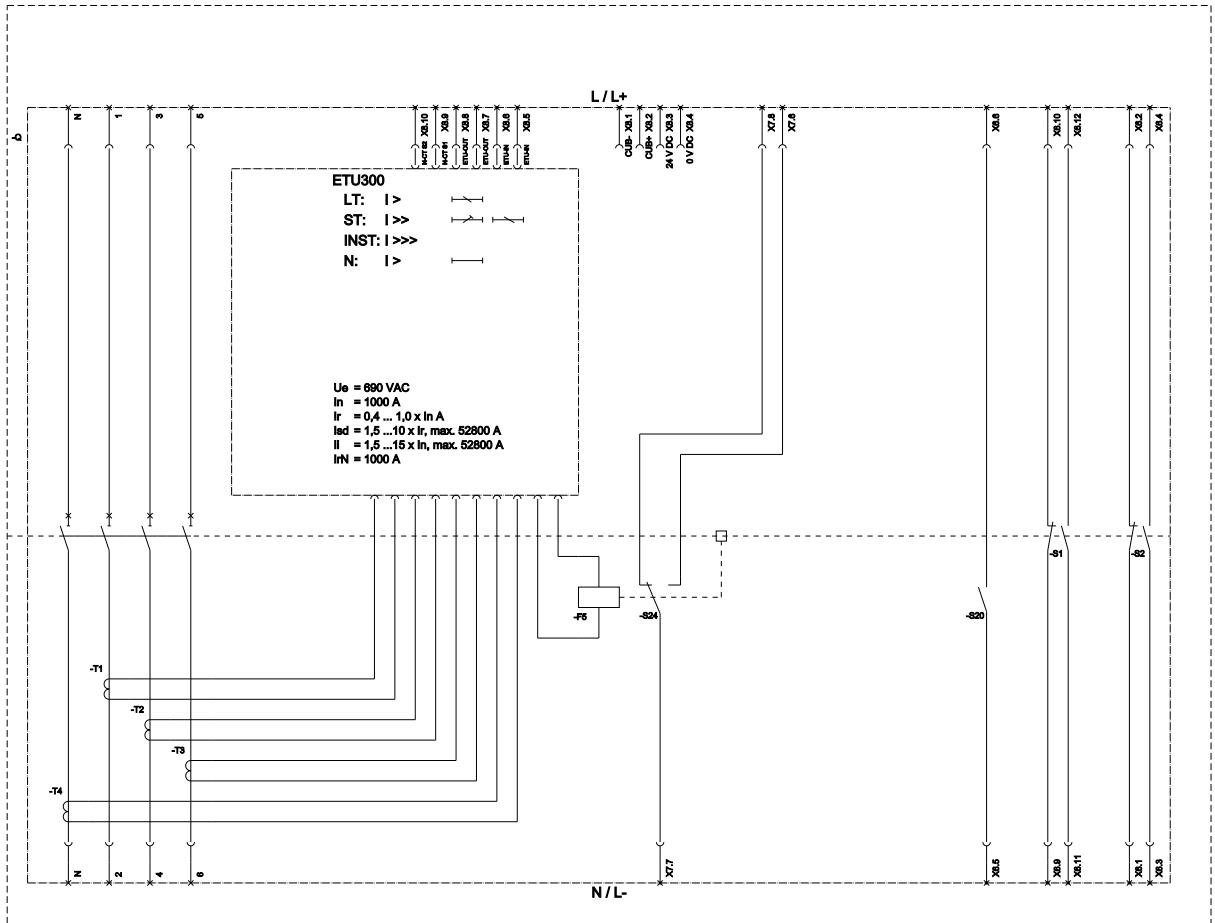 L / L+
N
1
3
5
X8.10
N-CT S2
X8.9
N-CT S1
X8.8
ETU-OUT
X8.7
ETU-OUT
X8.6
ETU-IN
X8.5
ETU-IN
CUB- X8.1
CUB+ X8.2
24 V DC X8.3
0 V DC X8.4
X7.8
X7.6
X6.6
X6.10
X6.12
X6.2
X6.4
ETU300
LT: I >
ST: I >>
INST: I >>>
N: I >
Ue = 690 VAC
In = 1000 A
Ir = 0,4 ... 1,0 x In A
Isd = 1,5 ...10 x Ir, max. 52800 A
Ii = 1,5 ...15 x In, max. 52800 A
IrN = 1000 A
-S1
-S2
-F5
-S24
-S20
-T1
-T2
-T3
-T4
N
2
4
6
X7.7
X6.5
X6.9
X6.11
X6.1
X6.3
N / L-